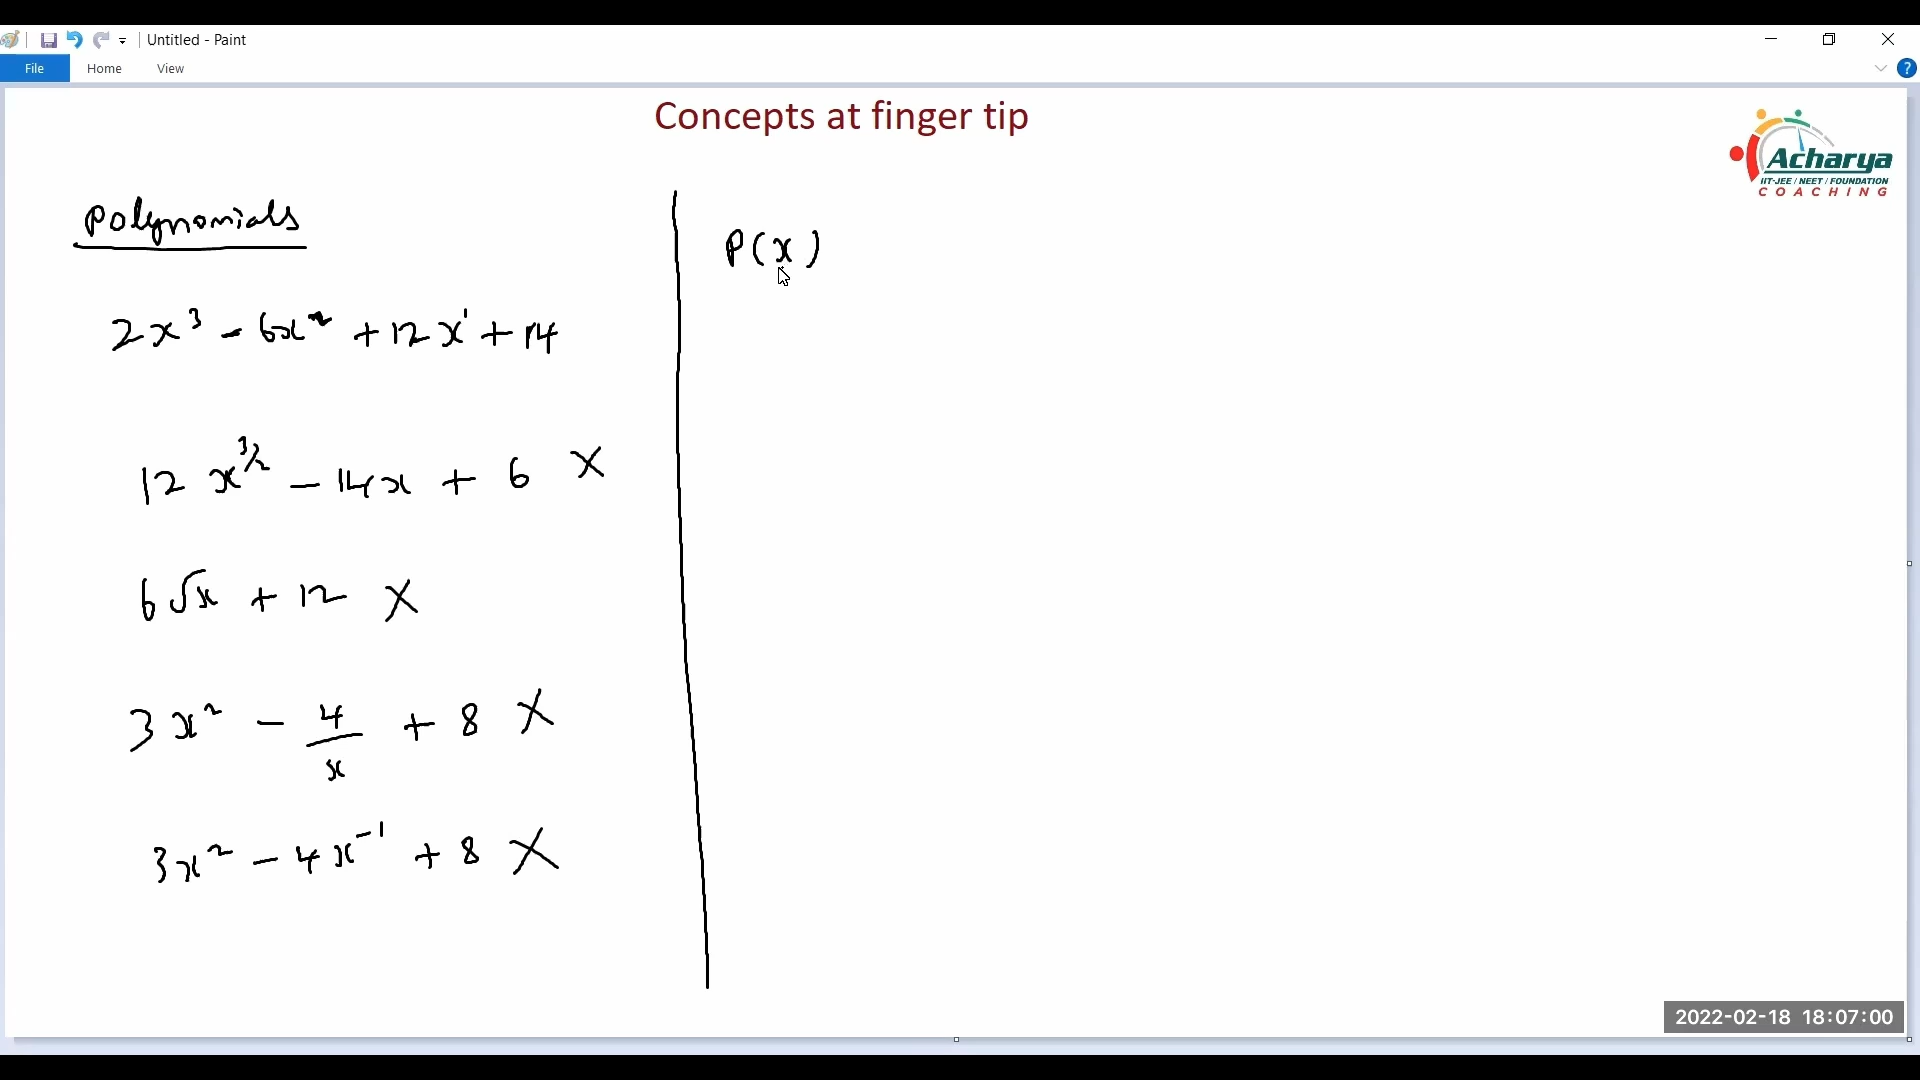 Untitled - Paint
File Home View
Concepts at finger tip
Acharya
IIT-JEE / NEET / FOUNDATION
COACHING
Polynomials
2x³ - 6x² + 12x¹ + 14
12 x^3/2 - 14x + 6 X
6√x + 12 X
3x² - 4/x + 8 X
3x² - 4x⁻¹ + 8 X
P(x)
2022-02-18 18:07:00